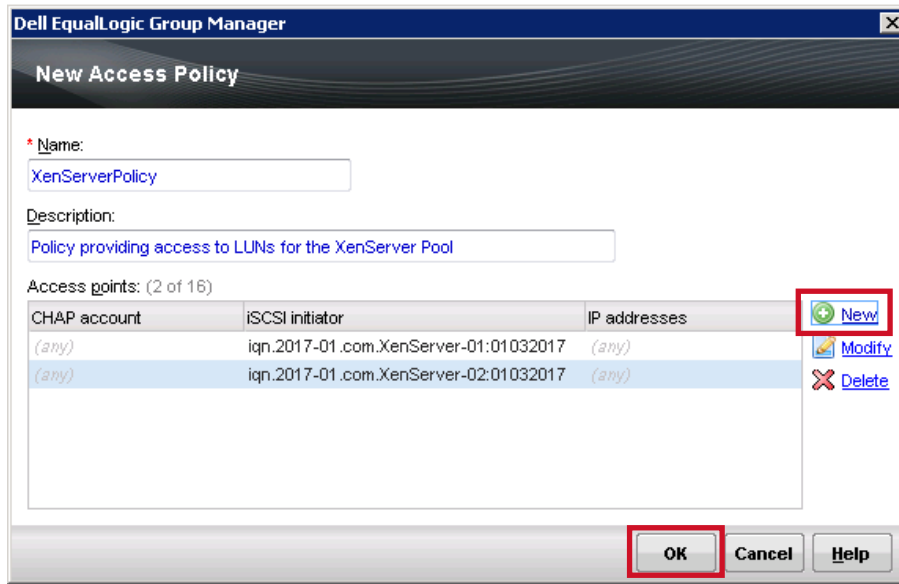 Dell EqualLogic Group Manager
New Access Policy
* Name:
XenServerPolicy
Description:
Policy providing access to LUNs for the XenServer Pool
Access points: (2 of 16)
CHAP account iSCSI initiator IP addresses
(any) iqn.2017-01.com.XenServer-01:01032017 (any)
(any) iqn.2017-01.com.XenServer-02:01032017 (any)
New
Modify
Delete
OK Cancel Help